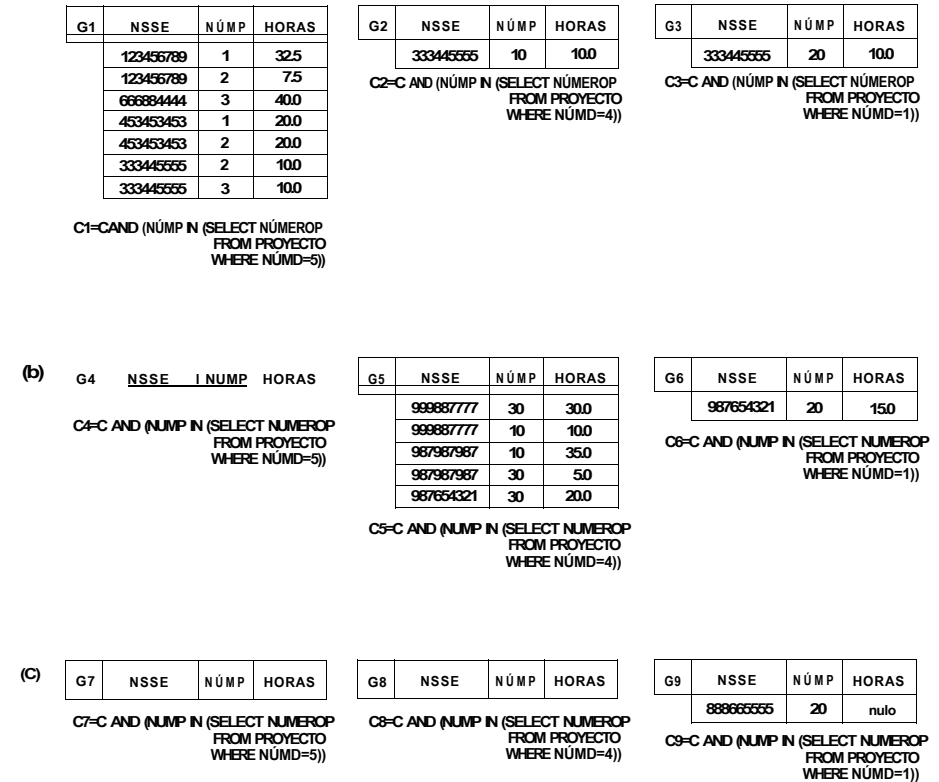 G1 NSSE NÚMP HORAS
123456789 1 32.5
123456789 2 7.5
666884444 3 40.0
453453453 1 20.0
453453453 2 20.0
333445555 2 10.0
333445555 3 10.0
C1=CAND (NÚMP IN (SELECT NÚMEROP
FROM PROYECTO
WHERE NÚMD=5))
G2 NSSE NÚMP HORAS
333445555 10 10.0
C2=C AND (NÚMP IN (SELECT NÚMEROP
FROM PROYECTO
WHERE NÚMD=4))
G3 NSSE NÚMP HORAS
333445555 20 10.0
C3=C AND (NÚMP IN (SELECT NÚMEROP
FROM PROYECTO
WHERE NÚMD=1))
(b)
G4 NSSE I NUMP HORAS
C4=C AND (NUMP IN (SELECT NUMEROP
FROM PROYECTO
WHERE NÚMD=5))
G5 NSSE NÚMP HORAS
999887777 30 30.0
999887777 10 10.0
987987987 10 35.0
987987987 30 5.0
987654321 30 20.0
C5=C AND (NUMP IN (SELECT NUMEROP
FROM PROYECTO
WHERE NÚMD=4))
G6 NSSE NÚMP HORAS
987654321 20 15.0
C6=C AND (NUMP IN (SELECT NUMEROP
FROM PROYECTO
WHERE NÚMD=1))
(C)
G7 NSSE NÚMP HORAS
C7=C AND (NUMP IN (SELECT NUMEROP
FROM PROYECTO
WHERE NÚMD=5))
G8 NSSE NÚMP HORAS
C8=C AND (NUMP IN (SELECT NUMEROP
FROM PROYECTO
WHERE NÚMD=4))
G9 NSSE NÚMP HORAS
888665555 20 nulo
C9=C AND (NUMP IN (SELECT NUMEROP
FROM PROYECTO
WHERE NÚMD=1))